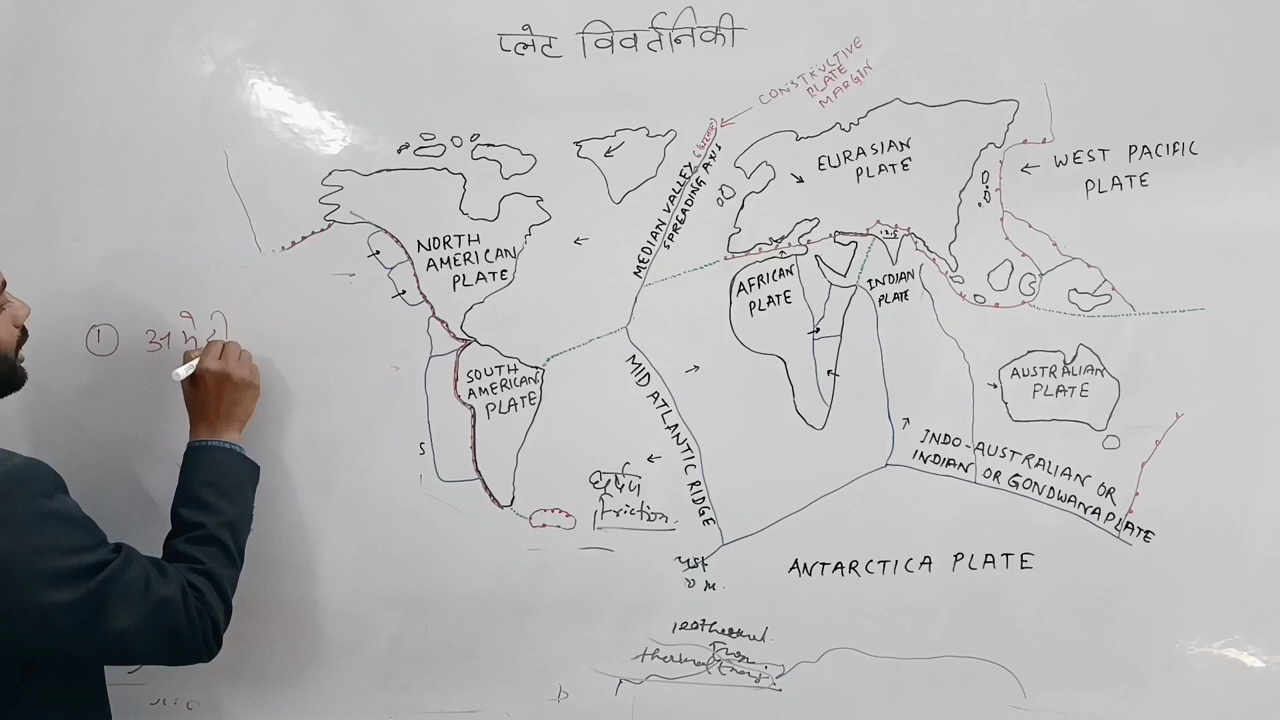 प्लेट विवर्तनिकी
CONSTRUCTIVE
PLATE
MARGIN
EURASIAN
PLATE
WEST PACIFIC
PLATE
MEDIAN VALLEY
SPREADING AXIS
NORTH
AMERICAN
PLATE
AFRICAN
PLATE
INDIAN
PLATE
12.5
①
SOUTH
AMERICAN
PLATE
MID ATLANTIC RIDGE
AUSTRALIAN
PLATE
INDO-AUSTRALIAN OR
INDIAN OR GONDWANA PLATE
घर्षण
Friction.
S
ANTARCTICA PLATE